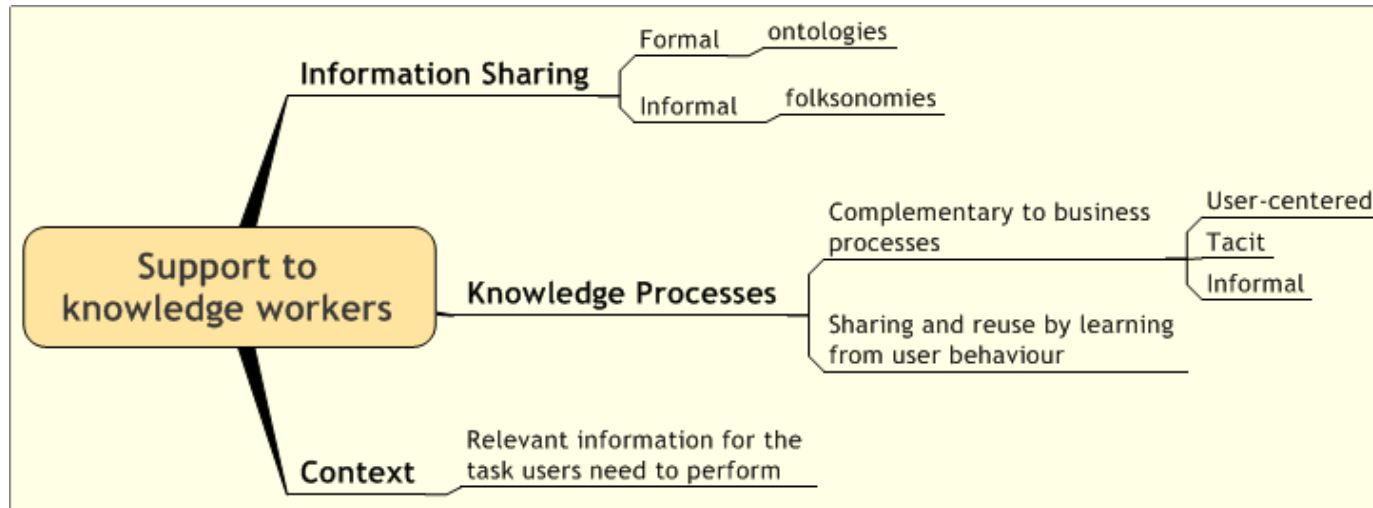 Information Sharing
Formal
ontologies
Informal
folksonomies
Support to
knowledge workers
Knowledge Processes
Complementary to business
processes
User-centered
Tacit
Informal
Sharing and reuse by learning
from user behaviour
Context
Relevant information for the
task users need to perform